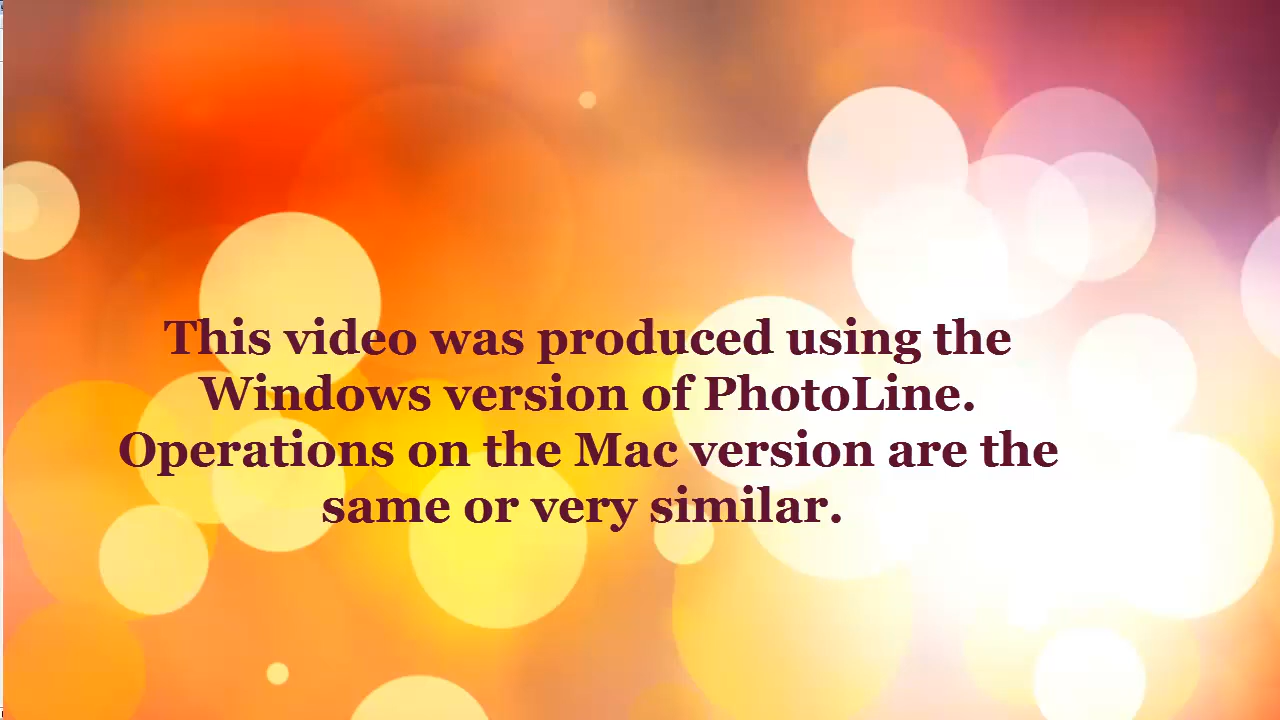 This video was produced using the
Windows version of PhotoLine.
Operations on the Mac version are the
same or very similar.